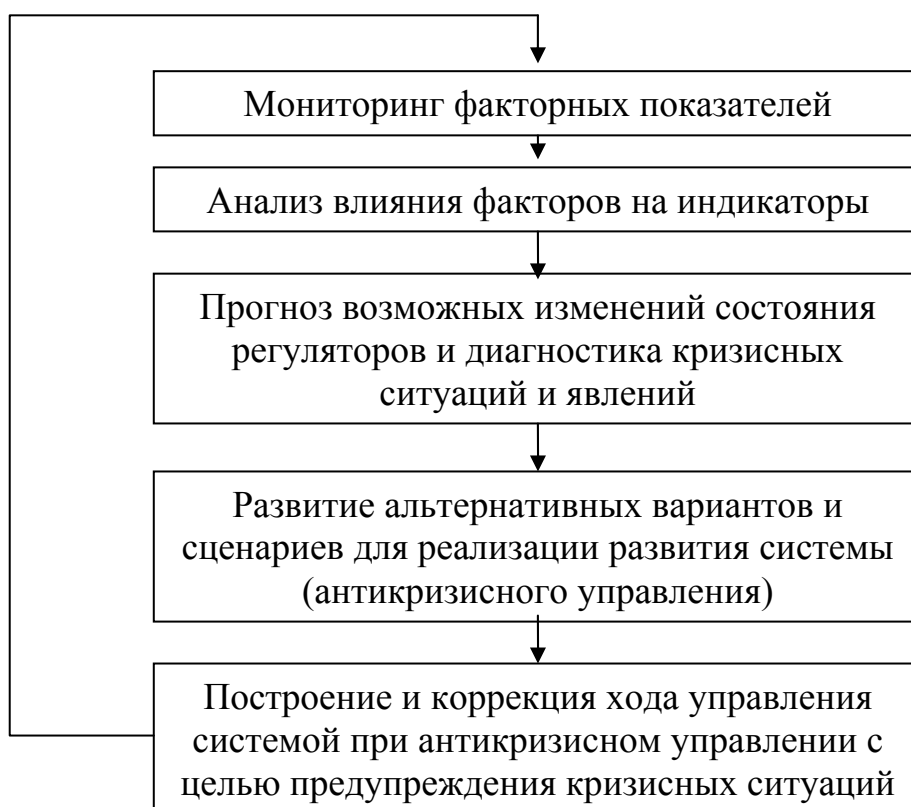 Мониторинг факторных показателей
Анализ влияния факторов на индикаторы
Прогноз возможных изменений состояния
регуляторов и диагностика кризисных
ситуаций и явлений
Развитие альтернативных вариантов и
сценариев для реализации развития системы
(антикризисного управления)
Построение и коррекция хода управления
системой при антикризисном управлении с
целью предупреждения кризисных ситуаций